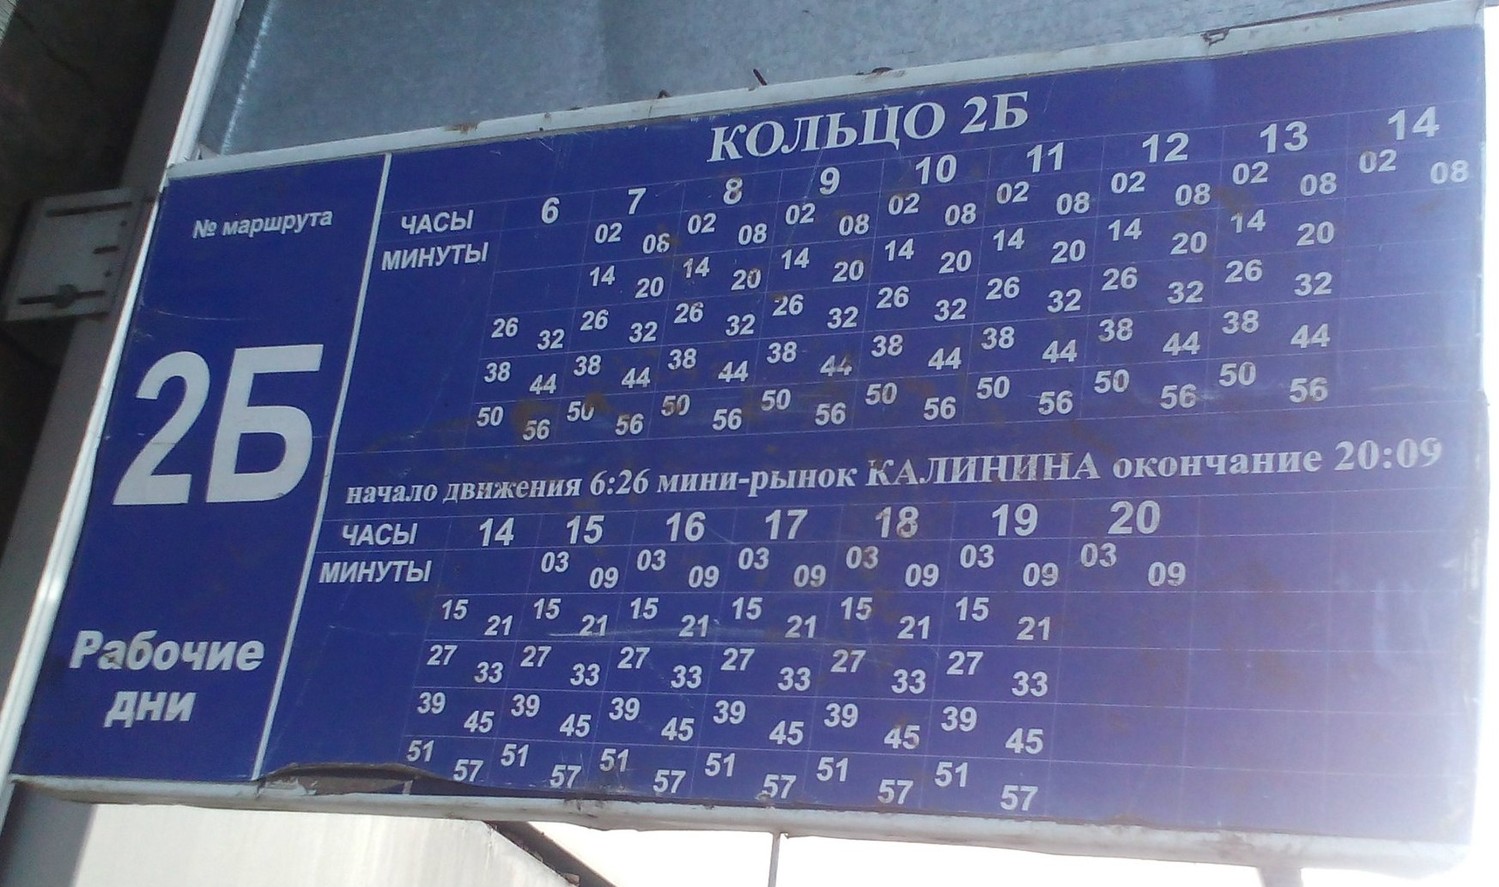 КОЛЬЦО 2Б
№ маршрута
2Б
Рабочие
дни
ЧАСЫ 6 7 8 9 10 11 12 13 14
МИНУТЫ 02 08 02 08 02 08 02 08 02 08 02 08 02 08 02 08
14 20 14 20 14 20 14 20 14 20 14 20 14 20
26 32 26 32 26 32 26 32 26 32 26 32 26 32 26 32
38 44 38 44 38 44 38 44 38 44 38 44 38 44 38 44
50 56 50 56 50 56 50 56 50 56 50 56 50 56 50 56
начало движения 6:26 мини-рынок КАЛИНИНА окончание 20:09
ЧАСЫ 14 15 16 17 18 19 20
МИНУТЫ 03 09 03 09 03 09 03 09 03 09 03 09
15 21 15 21 15 21 15 21 15 21 15 21
27 33 27 33 27 33 27 33 27 33 27 33
39 45 39 45 39 45 39 45 39 45 39 45
51 57 51 57 51 57 51 57 51 57 51 57